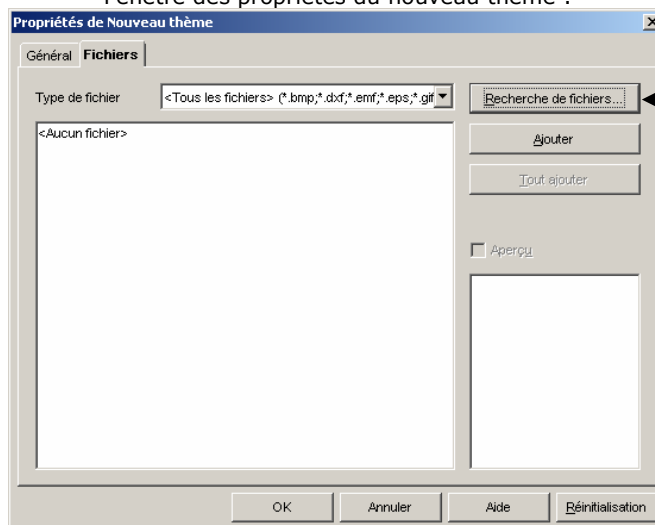 Fenêtre des propriétés du nouveau thème :
Propriétés de Nouveau thème
Général Fichiers
Type de fichier <Tous les fichiers> (*.bmp;*.dxf;*.emf;*.eps;*.gif Recherche de fichiers...
<Aucun fichier>
Ajouter
Tout ajouter
Aperçu
OK Annuler Aide Réinitialisation